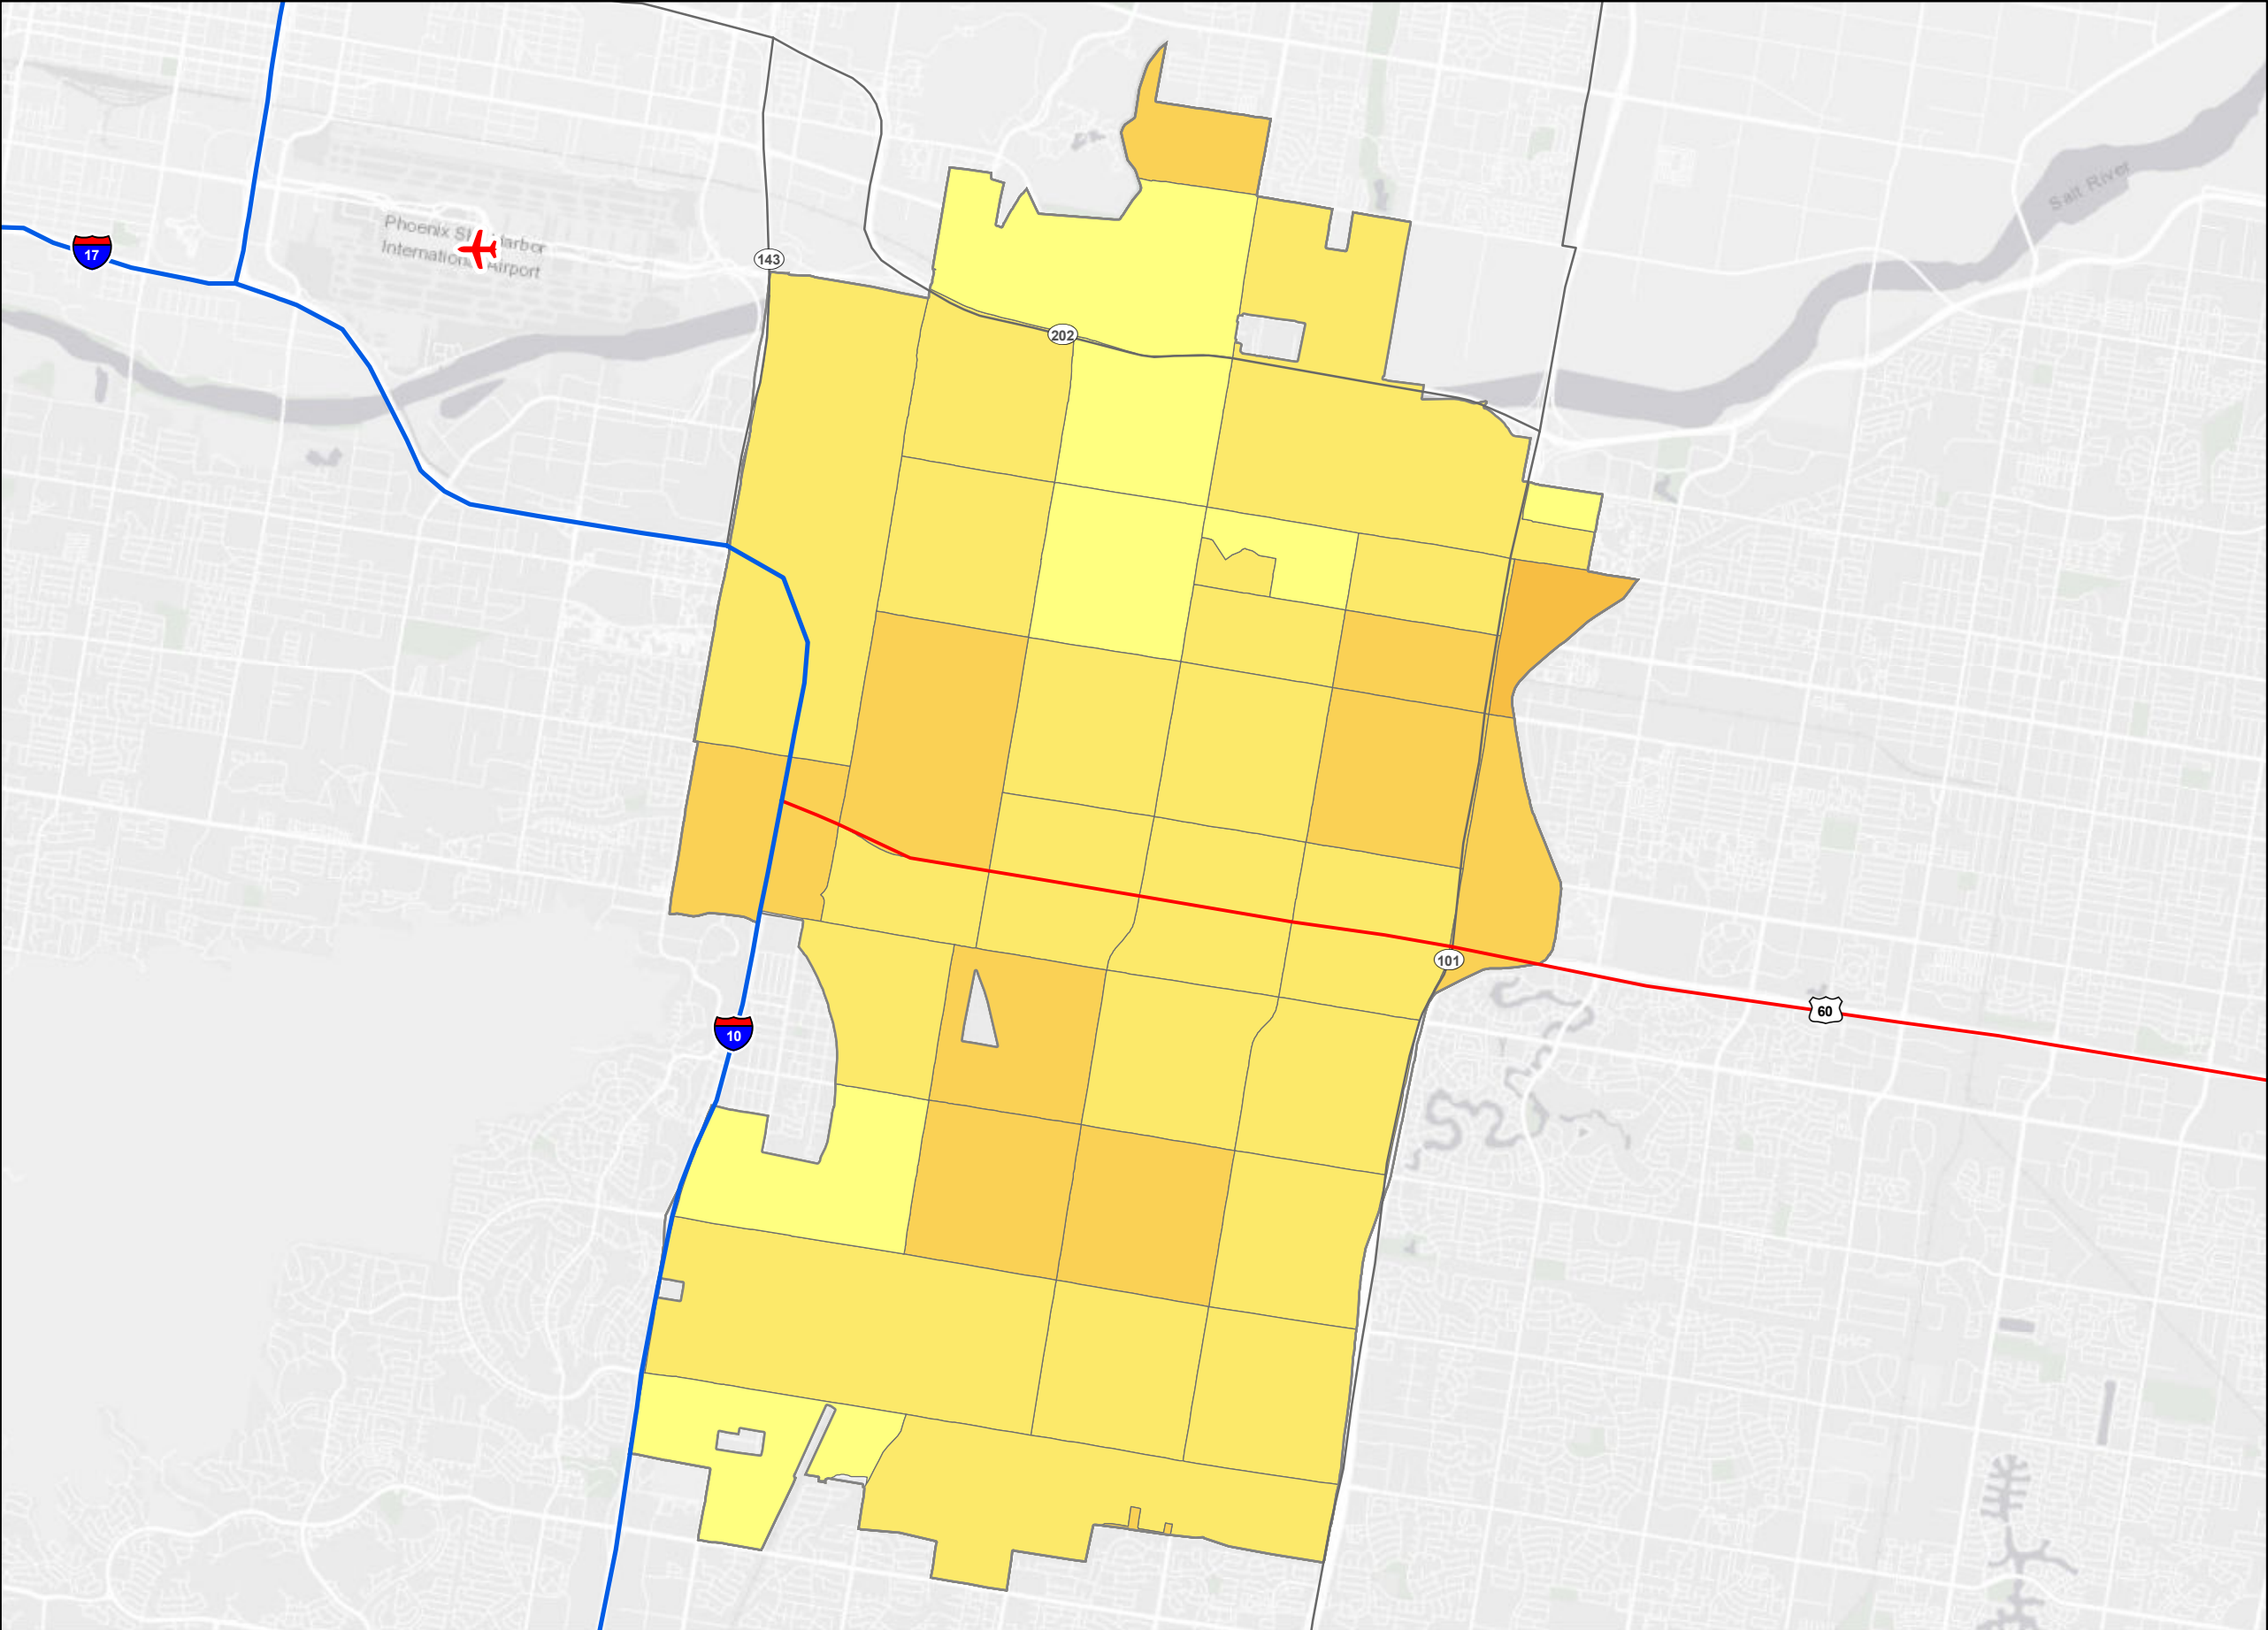 Salt River
Phoenix Sky Harbor
International Airport
17
143
202
101
60
10